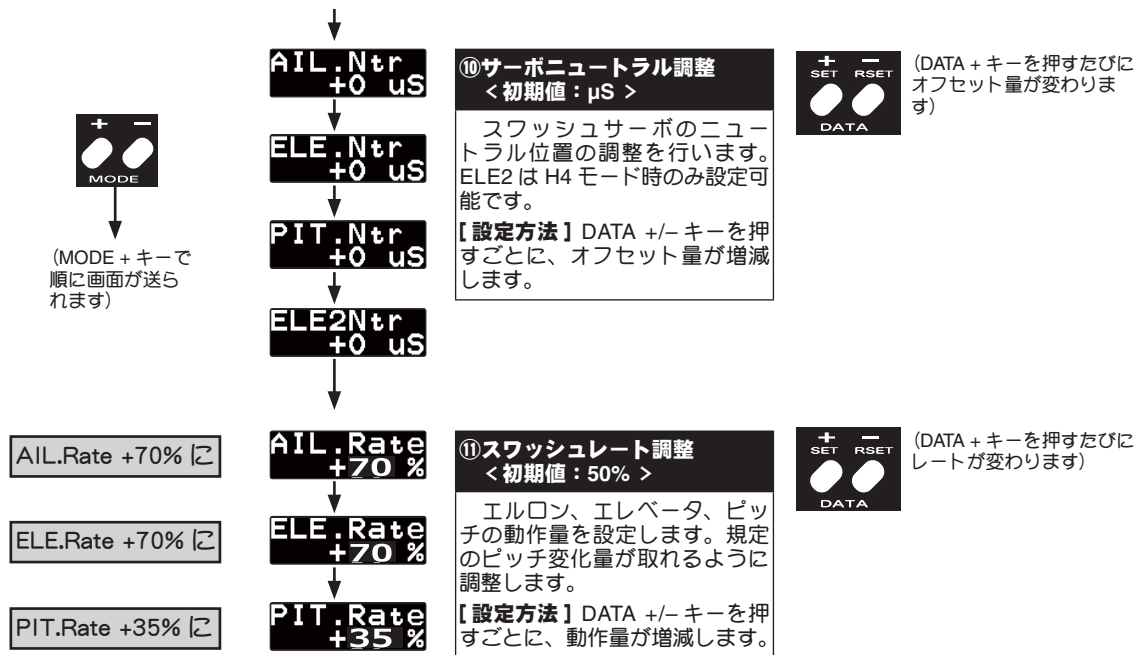 AIL.Ntr
+0 uS
⑩サーボニュートラル調整
< 初期値：μS >
+ −
SET RSET
DATA
（DATA + キーを押すたびに
オフセット量が変わりま
す）
スワッシュサーボのニュー
トラル位置の調整を行います。
ELE2 は H4 モード時のみ設定可
能です。
[ 設定方法 ] DATA +/– キーを押
すごとに、オフセット量が増減
します。
+ −
MODE
（MODE + キーで
順に画面が送ら
れます）
ELE.Ntr
+0 uS
PIT.Ntr
+0 uS
ELE2Ntr
+0 uS
AIL.Rate +70% に
AIL.Rate
+70 %
⑪スワッシュレート調整
< 初期値：50% >
+ −
SET RSET
DATA
（DATA + キーを押すたびに
レートが変わります）
エルロン、エレベータ、ピッ
チの動作量を設定します。規定
のピッチ変化量が取れるように
調整します。
[ 設定方法 ] DATA +/– キーを押
すごとに、動作量が増減します。
ELE.Rate +70% に
ELE.Rate
+70 %
PIT.Rate +35% に
PIT.Rate
+35 %